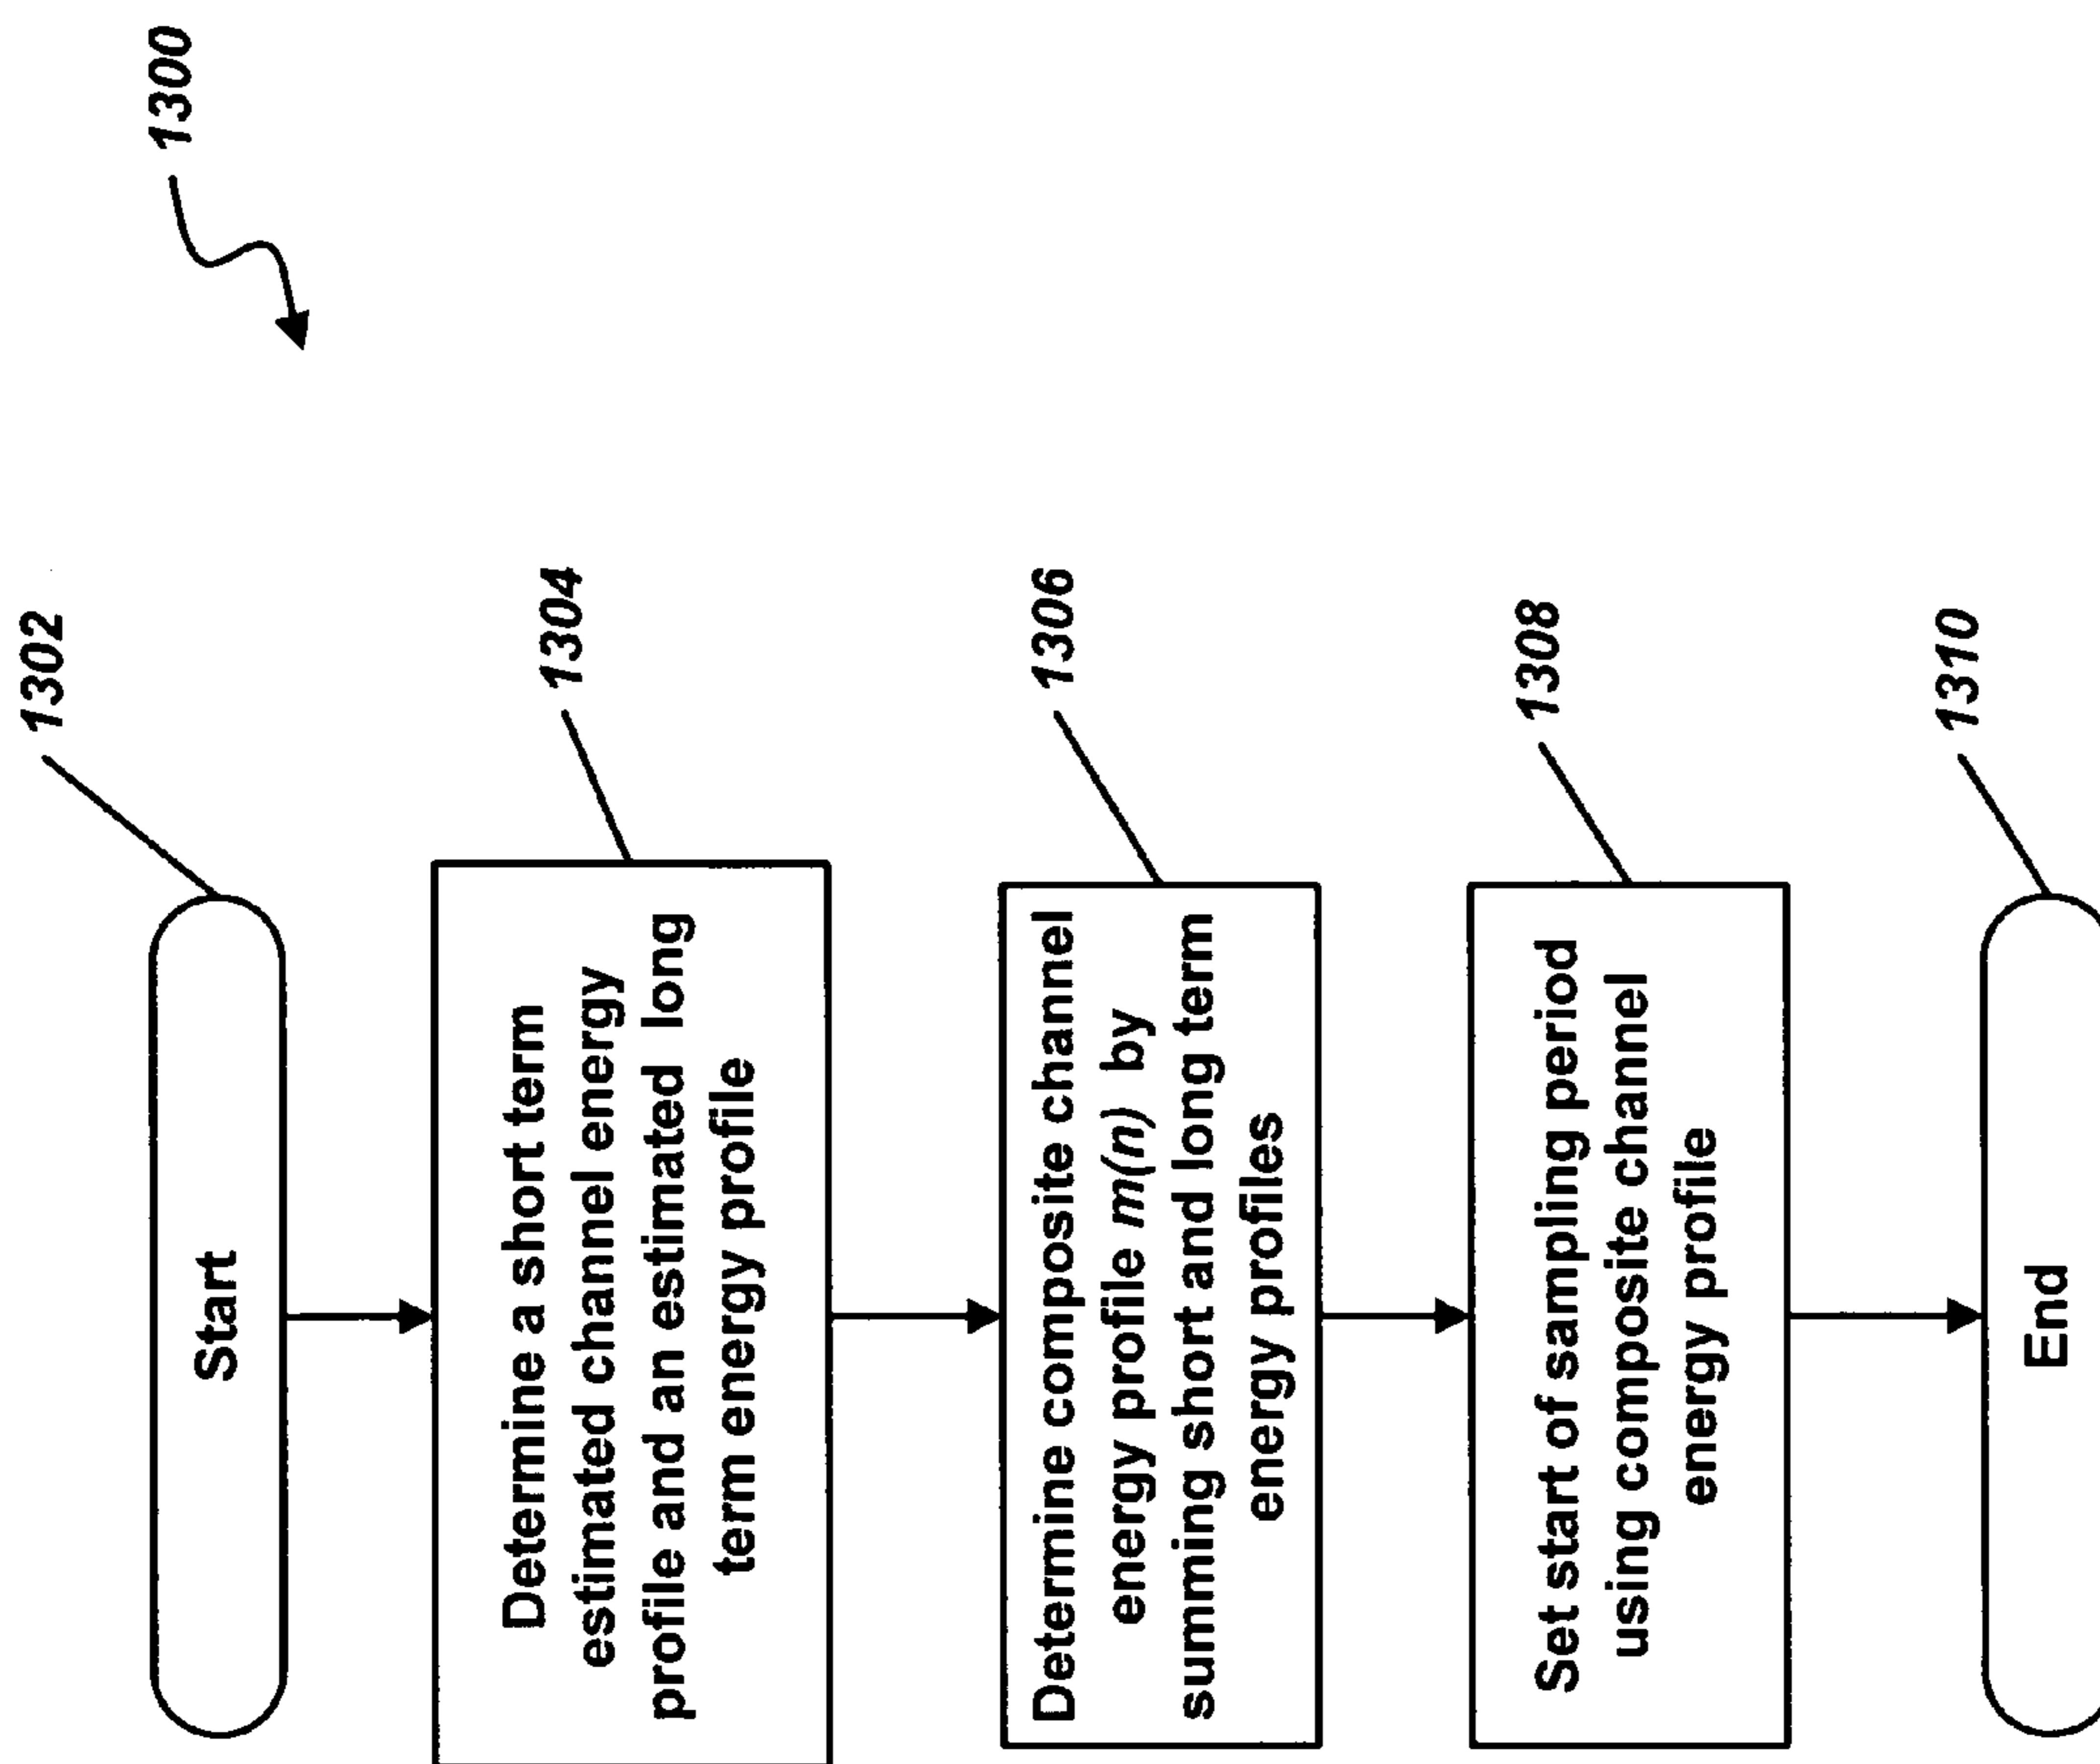 1300
1302
Start
1304
Determine a short term
estimated channel energy
profile and an estimated long
term energy profile
1306
Determine composite channel
energy profile m(n) by
summing short and long term
energy profiles
1308
Set start of sampling period
using composite channel
energy profile
1310
End